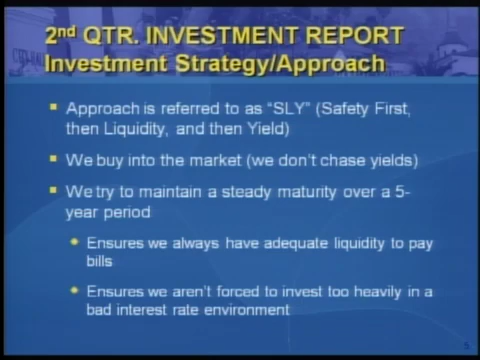 2nd QTR. INVESTMENT REPORT
Investment Strategy/Approach
Approach is referred to as “SLY” (Safety First,
then Liquidity, and then Yield)
We buy into the market (we don’t chase yields)
We try to maintain a steady maturity over a 5-
year period
Ensures we always have adequate liquidity to pay
bills
Ensures we aren’t forced to invest too heavily in a
bad interest rate environment
5